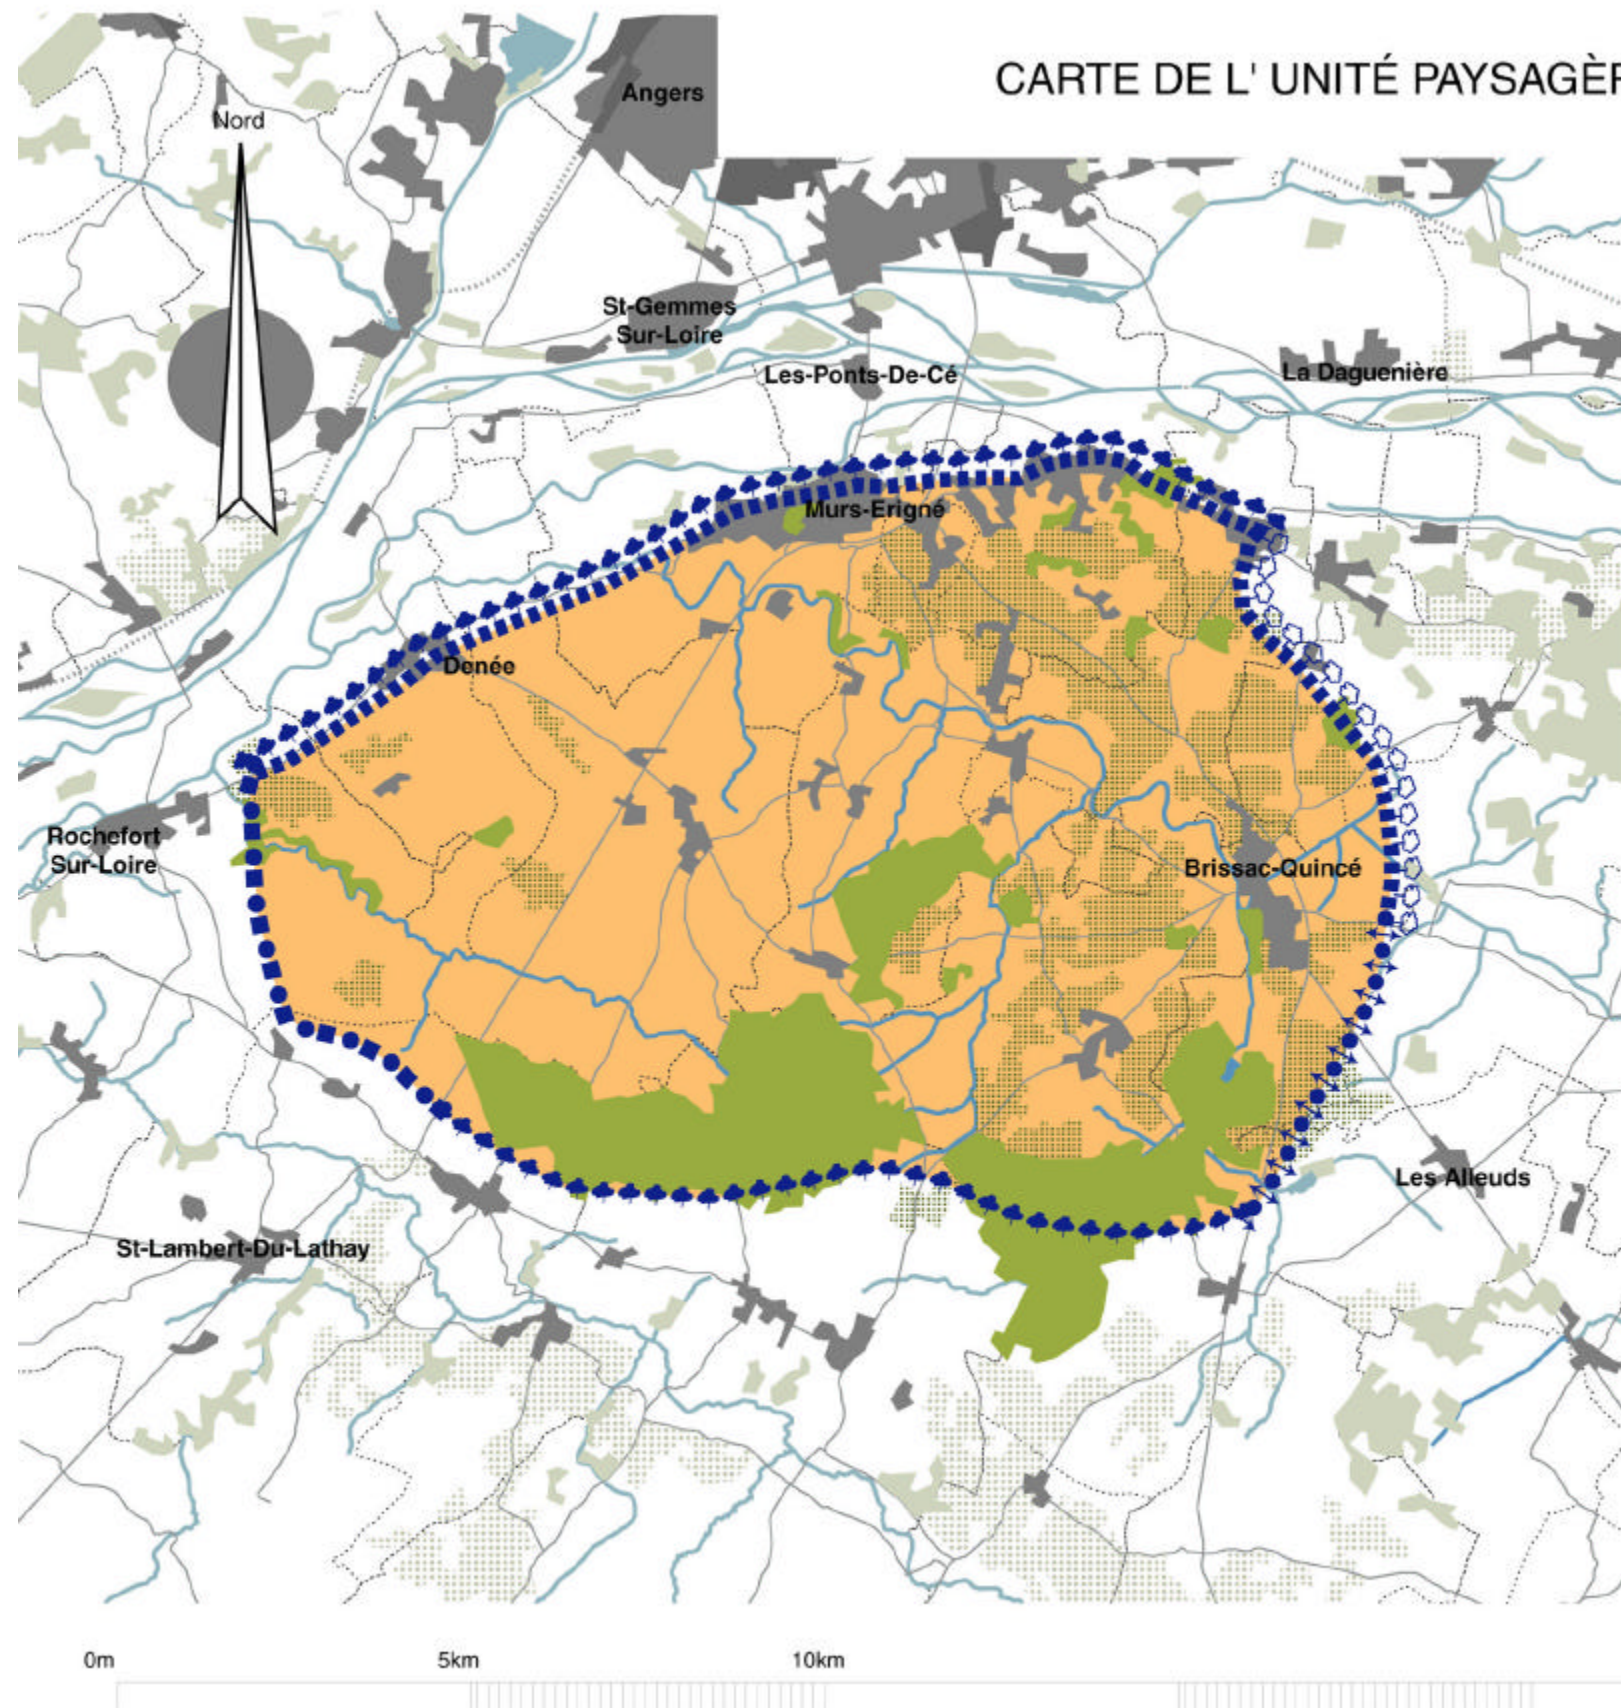 CARTE DE L' UNITÉ PAYSAGÈR
Angers
Nord
St-Gemmes
Sur-Loire
Les-Ponts-De-Cé
La Daguenière
Murs-Erigné
Denée
Rochefort
Sur-Loire
Brissac-Quincé
Les Alleuds
St-Lambert-Du-Lathay
0m
5km
10km